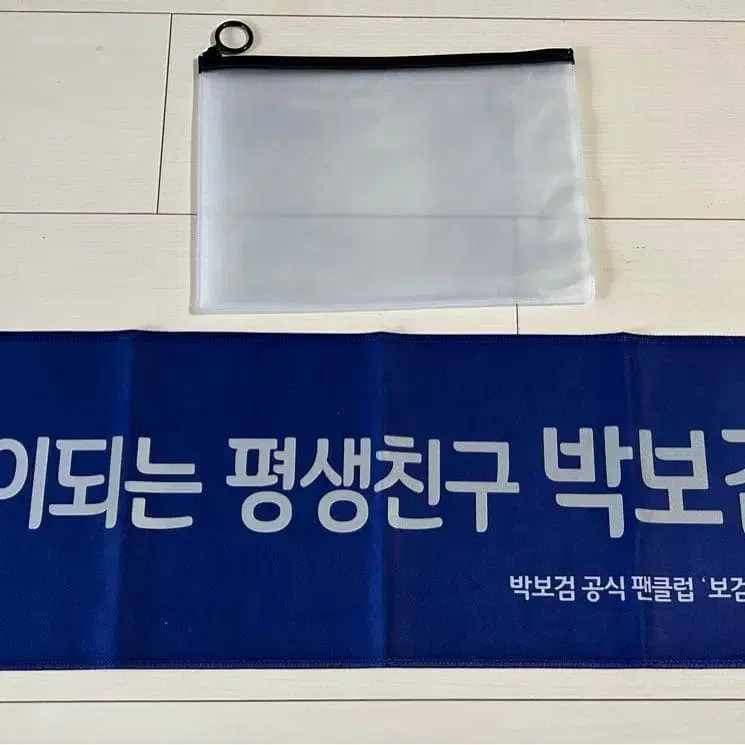 이되는 평생친구 박보
박보검 공식 팬클럽 ‘보검